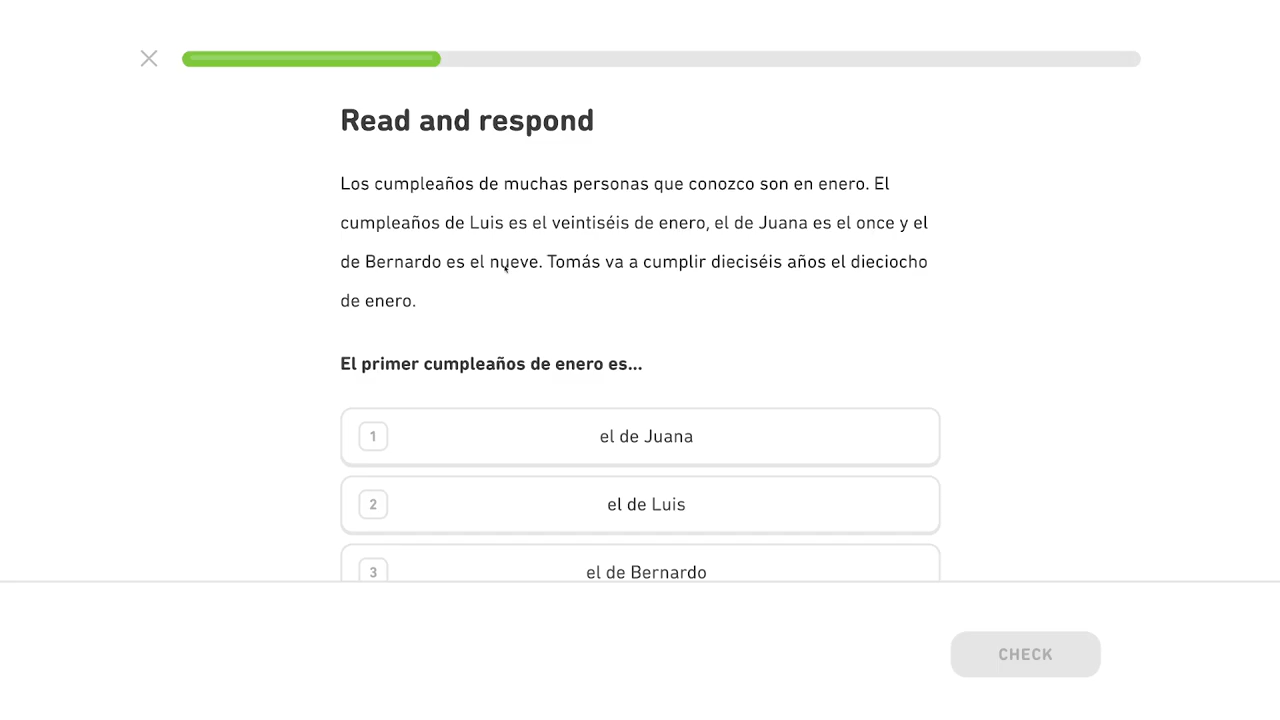 Read and respond
Los cumpleaños de muchas personas que conozco son en enero. El
cumpleaños de Luis es el veintiséis de enero, el de Juana es el once y el
de Bernardo es el nueve. Tomás va a cumplir dieciséis años el dieciocho
de enero.
El primer cumpleaños de enero es...
1 el de Juana
2 el de Luis
3 el de Bernardo
CHECK